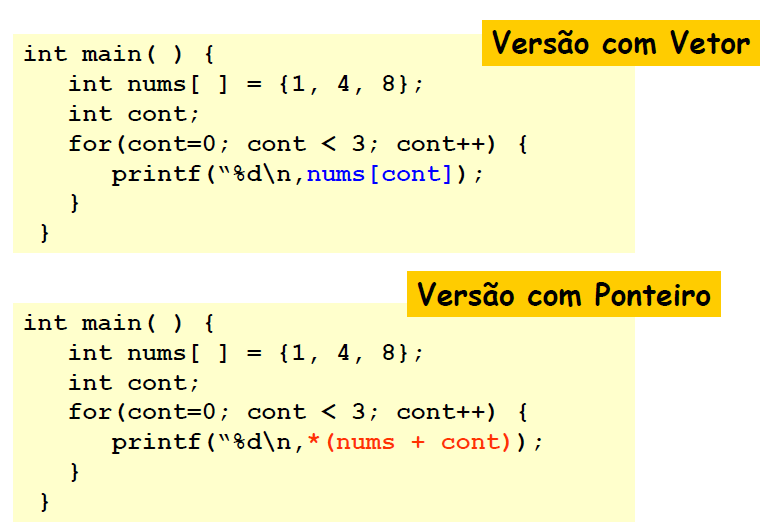 Versão com Vetor
int main( ) {
   int nums[ ] = {1, 4, 8};
   int cont;
   for(cont=0; cont < 3; cont++) {
      printf(“%d\n,nums[cont]);
   }
 }
Versão com Ponteiro
int main( ) {
   int nums[ ] = {1, 4, 8};
   int cont;
   for(cont=0; cont < 3; cont++) {
      printf(“%d\n,*(nums + cont));
   }
 }